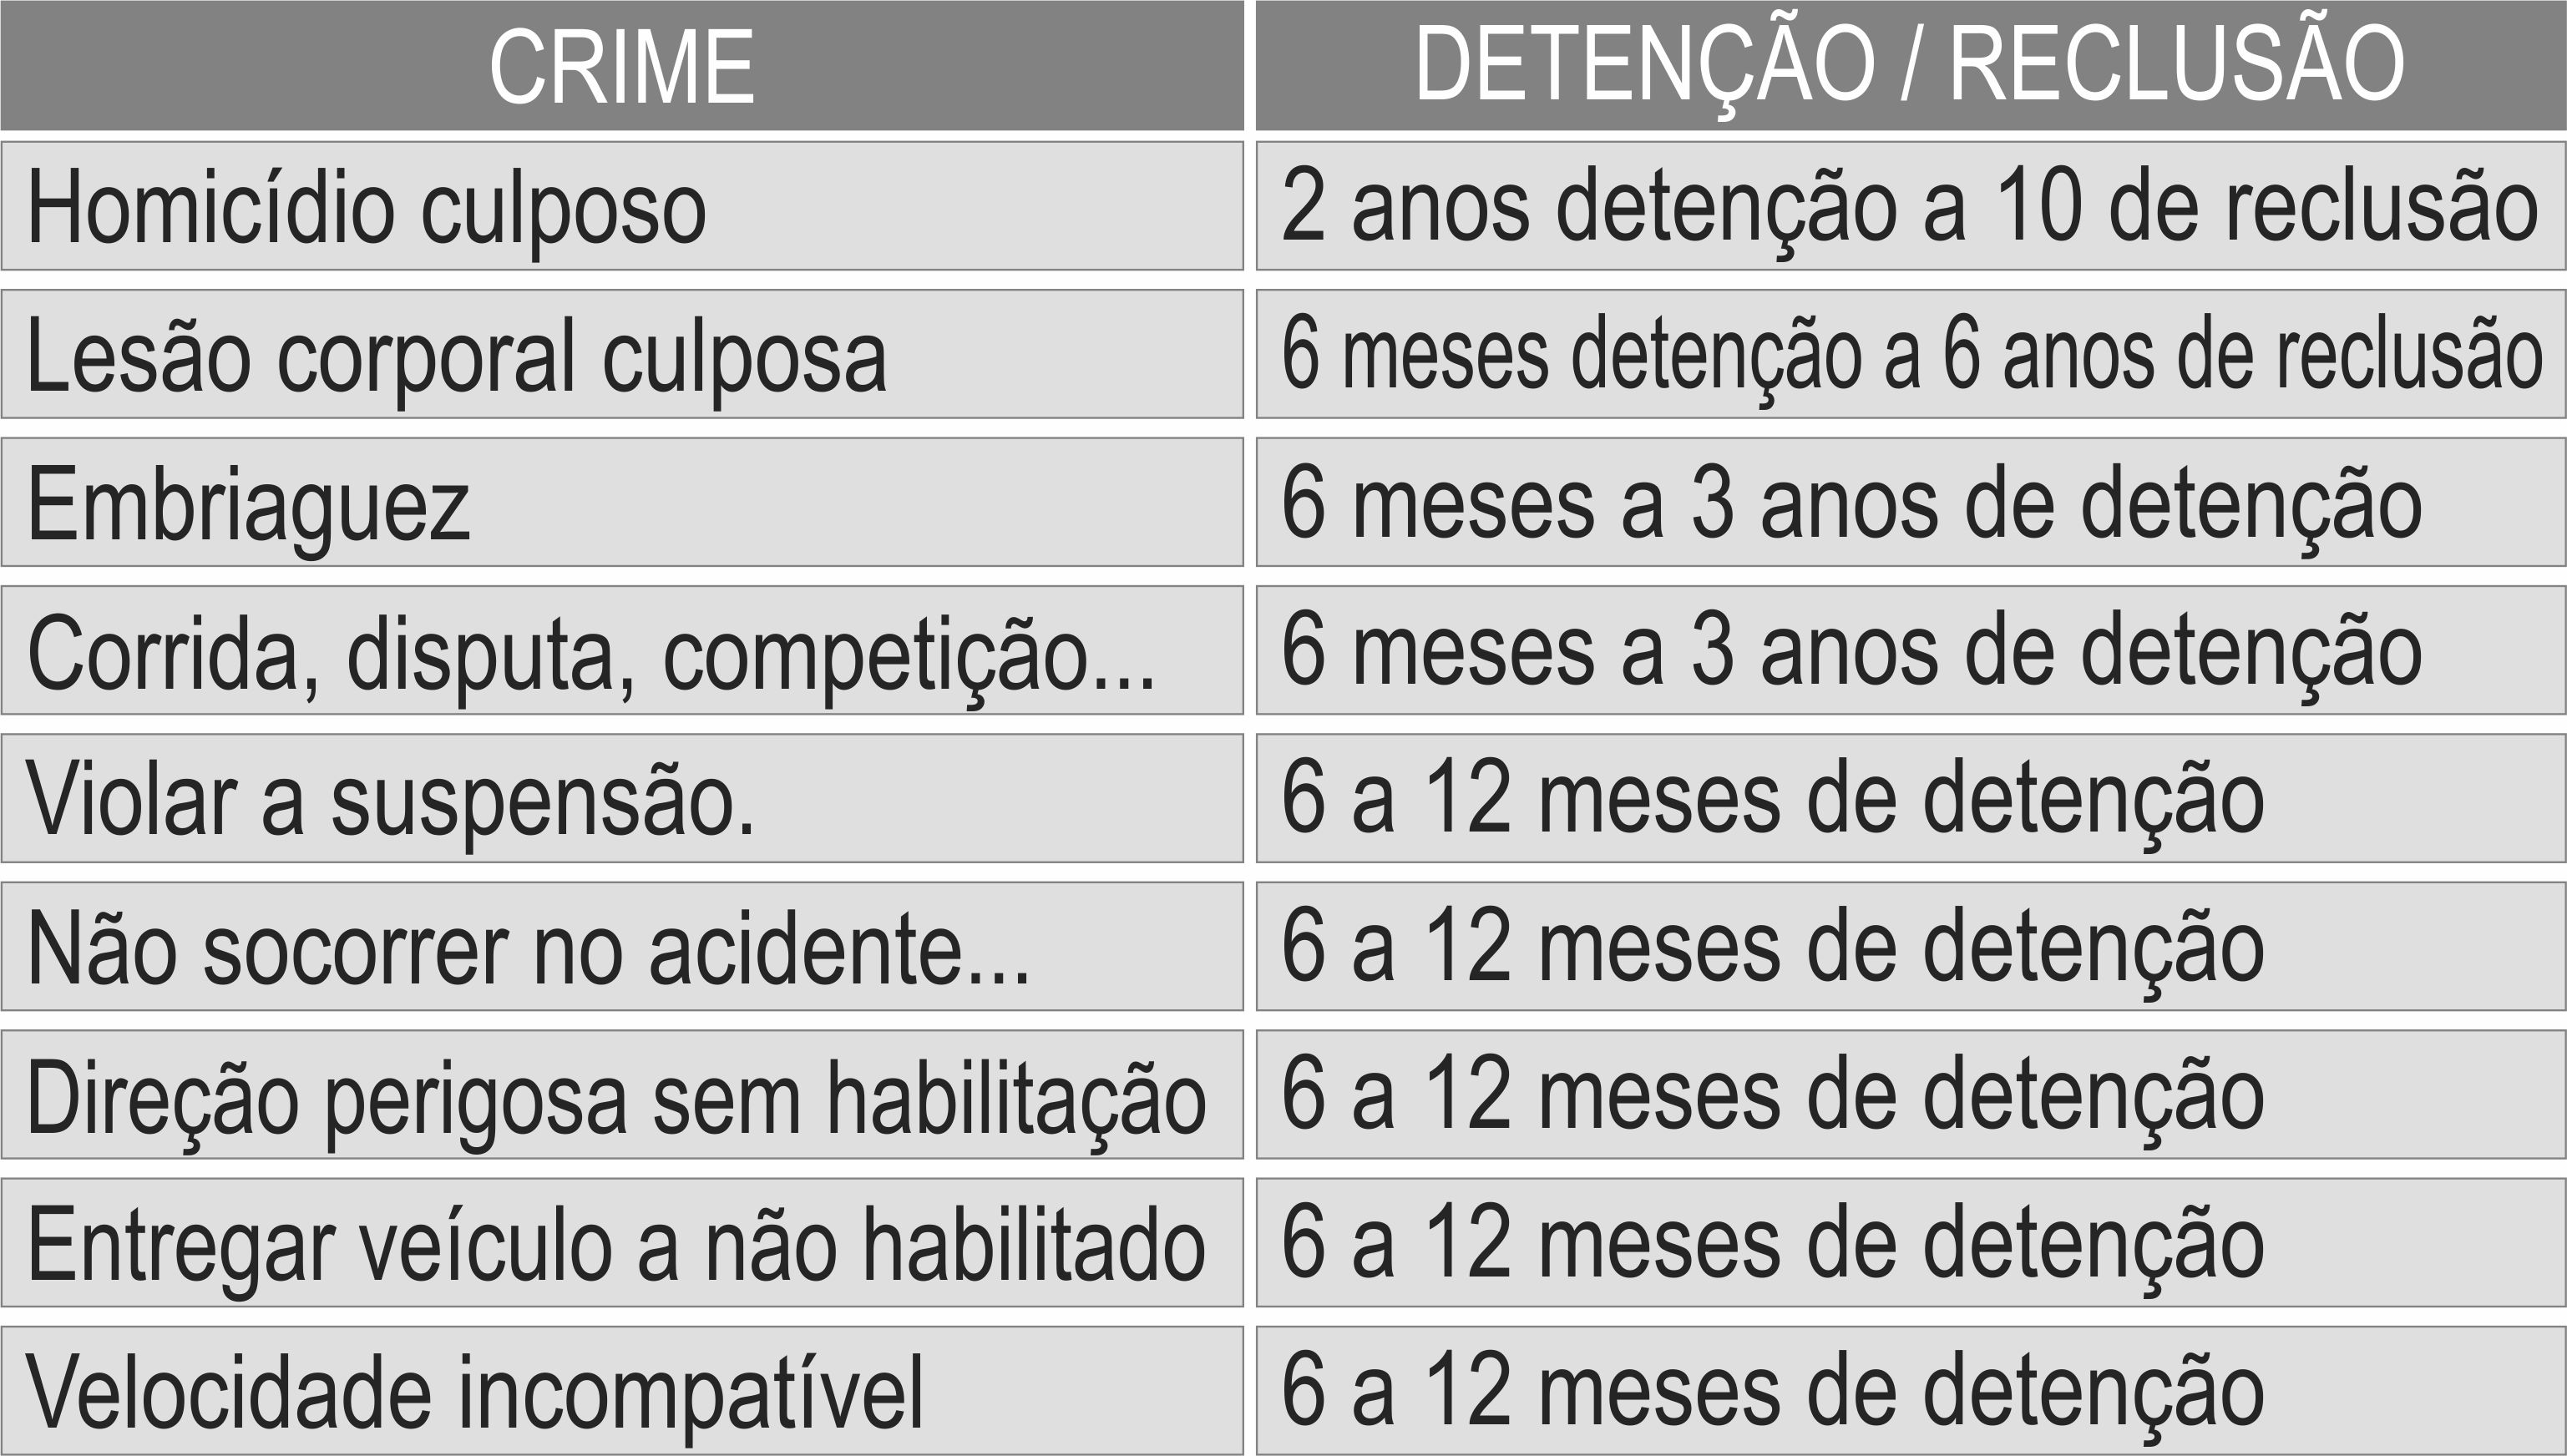 CRIME DETENÇÃO / RECLUSÃO
Homicídio culposo 2 anos detenção a 10 de reclusão
Lesão corporal culposa 6 meses detenção a 6 anos de reclusão
Embriaguez 6 meses a 3 anos de detenção
Corrida, disputa, competição... 6 meses a 3 anos de detenção
Violar a suspensão. 6 a 12 meses de detenção
Não socorrer no acidente... 6 a 12 meses de detenção
Direção perigosa sem habilitação 6 a 12 meses de detenção
Entregar veículo a não habilitado 6 a 12 meses de detenção
Velocidade incompatível 6 a 12 meses de detenção